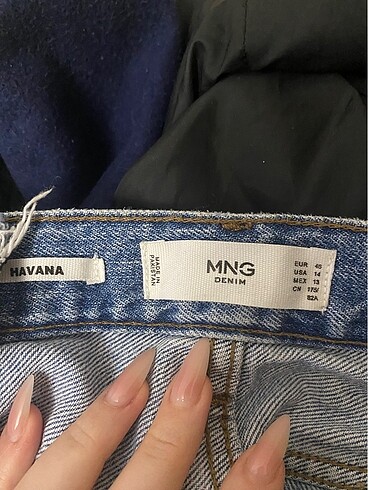 HAVANA
MADE IN
PAKISTAN
MNG
DENIM
EUR 46
USA 14
MEX 13
CN 175/
82A